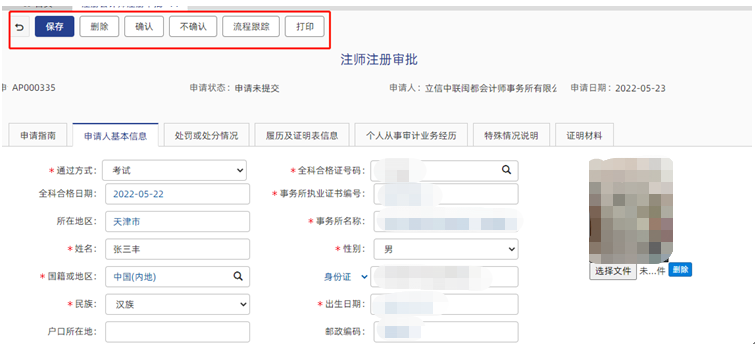 保存 删除 确认 不确认 流程跟踪 打印
注师注册审批
AP000335 申请状态：申请未提交 申请人：立信中联闽都会计师事务所有限公 申请日期：2022-05-23
申请指南 申请人基本信息 处罚或处分情况 履历及证明表信息 个人从事审计业务经历 特殊情况说明 证明材料
*通过方式： 考试 *全科合格证号码：
全科合格日期： 2022-05-22 *事务所执业证书编号：
所在地区： 天津市 *事务所名称：
*姓名： 张三丰 *性别： 男
*国籍或地区： 中国(内地) 身份证 选择文件 未...件 删除
*民族： 汉族 *出生日期：
户口所在地： 邮政编码：